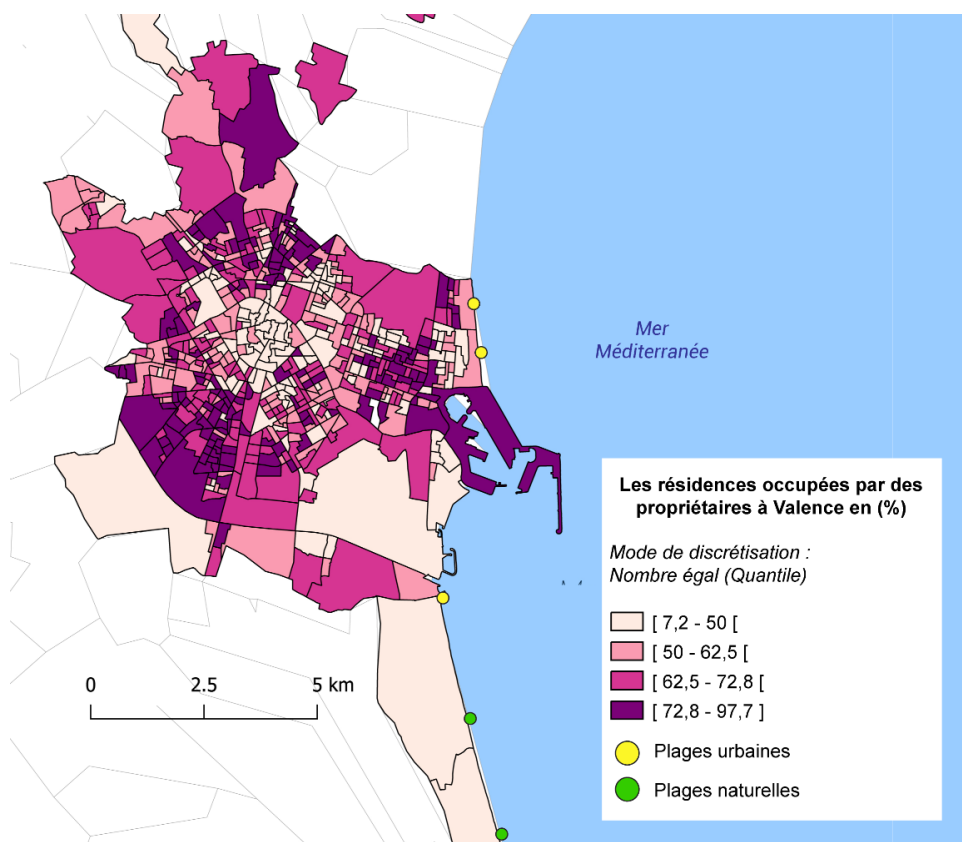 Mer
Méditerranée
Les résidences occupées par des
propriétaires à Valence en (%)
Mode de discrétisation :
Nombre égal (Quantile)
[ 7,2 - 50 [
[ 50 - 62,5 [
[ 62,5 - 72,8 [
[ 72,8 - 97,7 ]
Plages urbaines
Plages naturelles
0 2.5 5 km